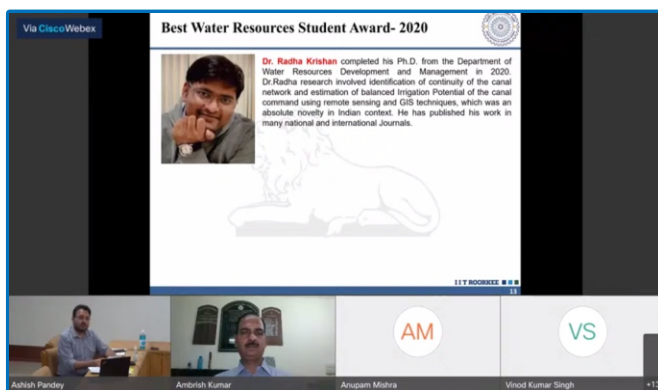 Via CiscoWebex
Best Water Resources Student Award- 2020
Dr. Radha Krishan completed his Ph.D. from the Department of
Water Resources Development and Management in 2020.
Dr.Radha research involved identification of continuity of the canal
network and estimation of balanced Irrigation Potential of the canal
command using remote sensing and GIS techniques, which was an
absolute novelty in Indian context. He has published his work in
many national and international Journals.
IIT ROORKEE
13
AM
VS
Ashish Pandey
Ambrish Kumar
Anupam Mishra
Vinod Kumar Singh